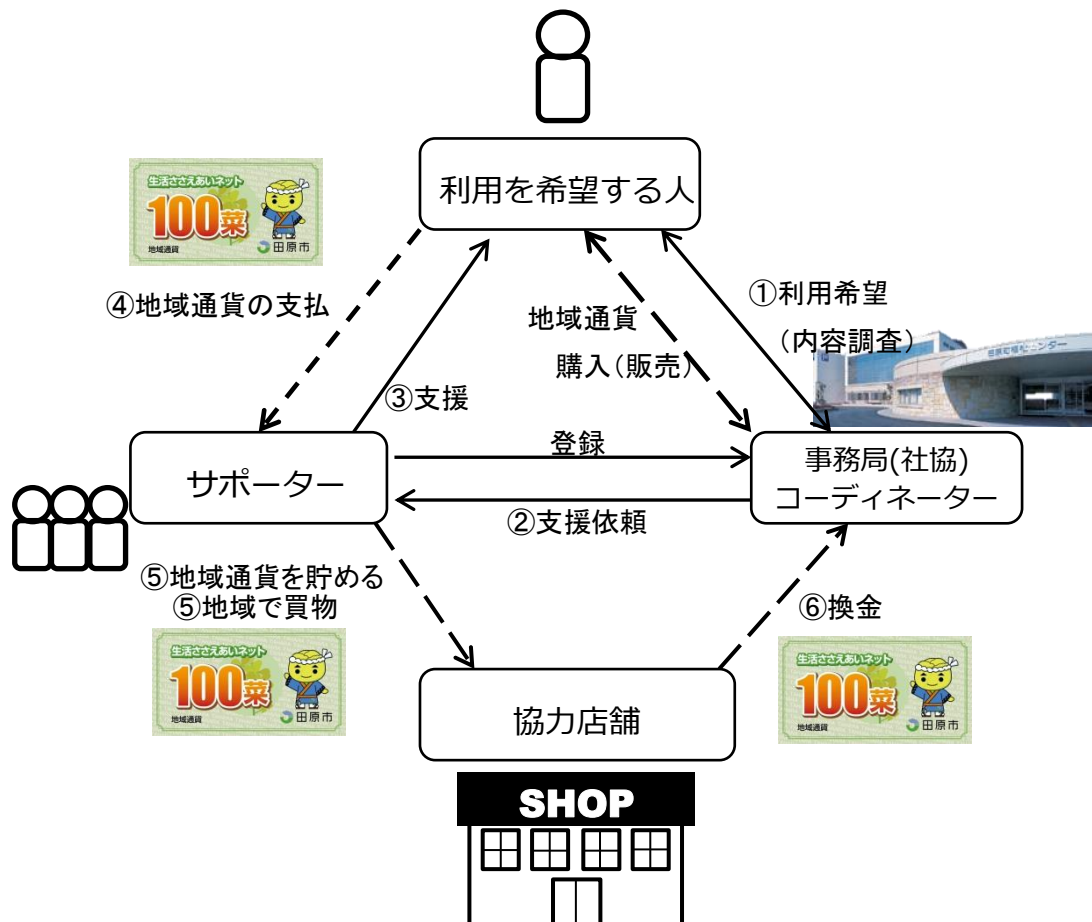 利用を希望する人
生活ささえあいネット
100菜
地域通貨
田原市
④地域通貨の支払
①利用希望
(内容調査)
地域通貨
購入(販売)
③支援
登録
サポーター
事務局(社協)
コーディネーター
②支援依頼
⑤地域通貨を貯める
⑤地域で買物
⑥換金
生活ささえあいネット
100菜
地域通貨
田原市
生活ささえあいネット
100菜
地域通貨
田原市
協力店舗
SHOP